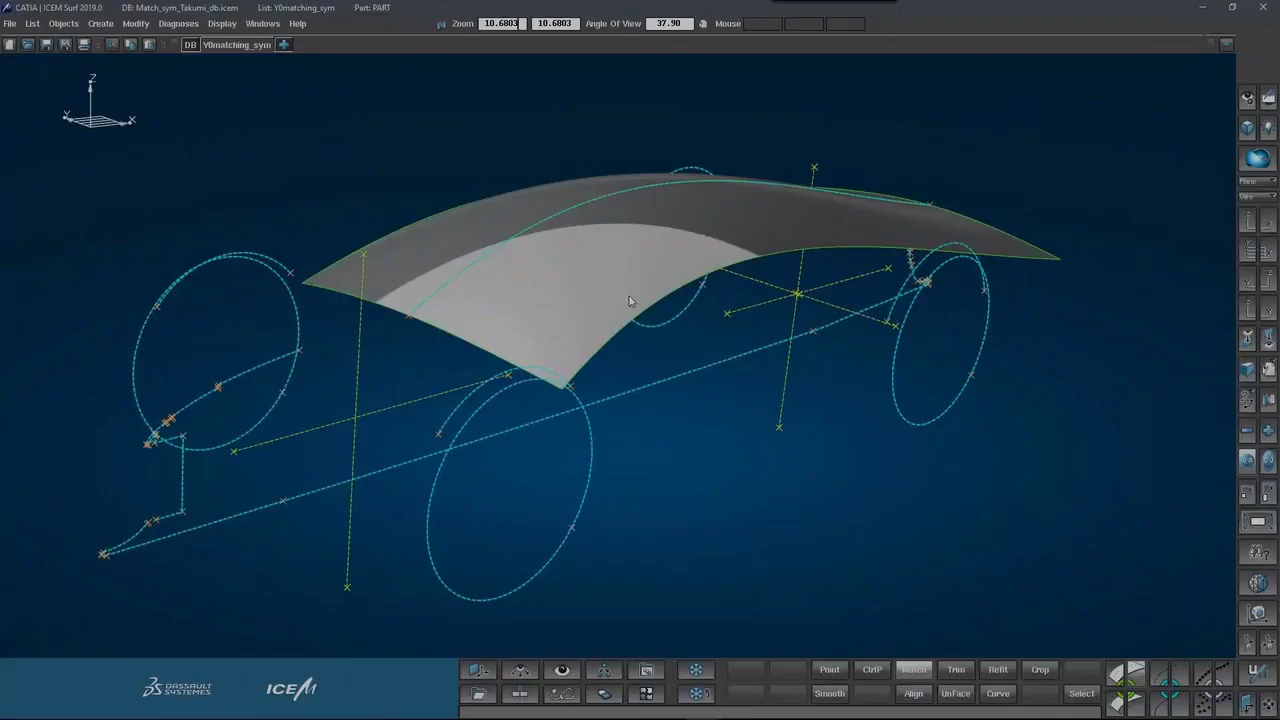 CATIA | ICEM Surf 2019.0 DB: Match_sym_Takumi_db.icem List: Y0matching_sym Part: PART
File List Objects Create Modify Diagnoses Display Windows Help Zoom 10.6803 10.6803 Angle Of View 37.90 Mouse
DB Y0matching_sym
Z
X
View
Point CtrlP Match Trim Refit Crop
Smooth Align UnFace Curve Select
DASSAULT SYSTEMES ICEM